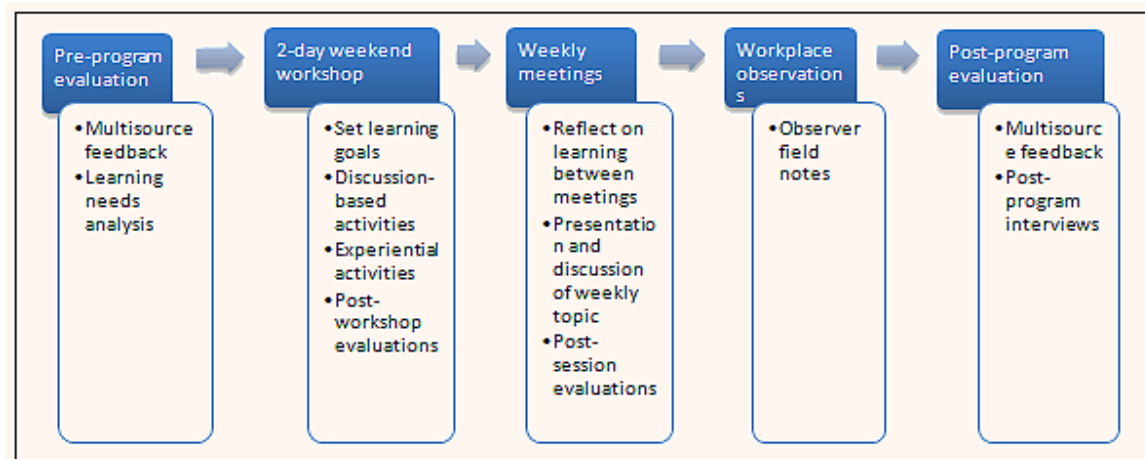 Pre-program
evaluation
•Multisource
feedback
•Learning
needs
analysis
2-day weekend
workshop
•Set learning
goals
•Discussion-
based
activities
•Experiential
activities
•Post-
workshop
evaluations
Weekly
meetings
•Reflect on
learning
between
meetings
•Presentatio
n and
discussion
of weekly
topic
•Post-
session
evaluations
Workplace
observation
s
•Observer
field
notes
Post-program
evaluation
•Multisourc
e feedback
•Post-
program
interviews